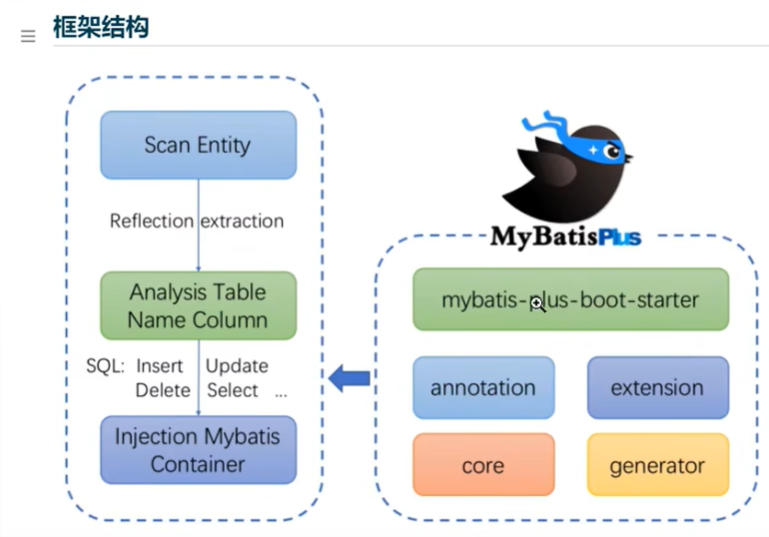 框架结构
Scan Entity
Reflection extraction
Analysis Table
Name Column
SQL: Insert Update
Delete Select ...
Injection Mybatis
Container
MyBatisPlus
mybatis-plus-boot-starter
annotation
extension
core
generator